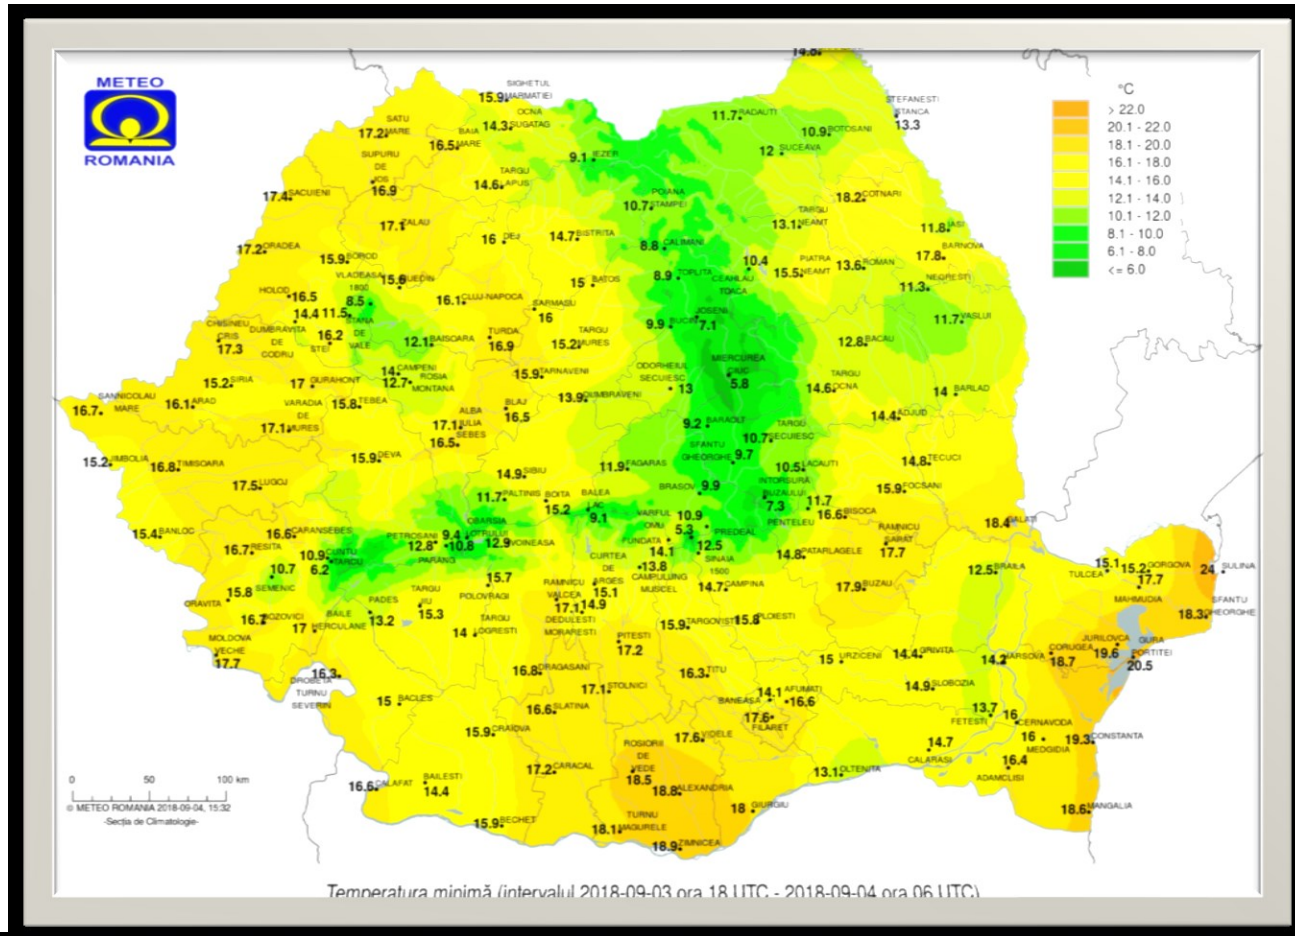 METEO
ROMANIA
°C
> 22.0
20.1 - 22.0
18.1 - 20.0
16.1 - 18.0
14.1 - 16.0
12.1 - 14.0
10.1 - 12.0
8.1 - 10.0
6.1 - 8.0
<= 6.0
14.8
SIGHETUL
MARMATIEI
15.9
OCNA
SUGATAG
14.3
SATU
MARE
17.2
BAIA
MARE
16.5
SUPURU
DE
JOS
16.9
TARGU
LAPUS
14.6
IEZER
9.1
RADAUTI
11.7
BOTOSANI
10.9
STEFANESTI
STANCA
13.3
SUCEAVA
12
SACUIENI
17.4
POIANA
STAMPEI
10.7
COTNARI
18.2
ZALAU
17.1
DEJ
16
BISTRITA
14.7
TARGU
NEAMT
13.1
IASI
11.8
ORADEA
17.2
CALIMANI
8.8
BARNOVA
17.8
BOROD
15.9
VLADEASA
1800
8.5
HUEDIN
15.6
BATOS
15
TOPLITA
8.9
10.4
CEAHLAU
TOACA
PIATRA
NEAMT
15.5
ROMAN
13.6
NEGRESTI
11.3
HOLOD
16.5
14.4
DUMBRAVITA
DE
CODRU
11.5
STANA
DE
VALE
16.2
STEI
CLUJ-NAPOCA
16.1
SARMASU
16
BUCIN
9.9
JOSENI
7.1
VASLUI
11.7
CHISINEU
CRIS
17.3
BAISOARA
12.1
TURDA
16.9
TARGU
MURES
15.2
BACAU
12.8
MIERCUREA
CIUC
5.8
ODORHEIUL
SECUIESC
13
SIRIA
15.2
GURAHONT
17
CAMPENI
14
ROSIA
MONTANA
12.7
TARNAVENI
15.9
DUMBRAVENI
13.9
TARGU
OCNA
14.6
BARLAD
14
SANNICOLAU
MARE
16.7
ARAD
16.1
VARADIA
DE
MURES
17.1
TEBEA
15.8
ALBA
IULIA
17.1
SEBES
16.5
BLAJ
16.5
BARAOLT
9.2
TARGU
SECUIESC
10.7
ADJUD
14.4
JIMBOLIA
15.2
TIMISOARA
16.8
DEVA
15.9
SIBIU
14.9
FAGARAS
11.9
SFANTU
GHEORGHE
9.7
LACAUTI
10.5
TECUCI
14.8
LUGOJ
17.5
PALTINIS
11.7
BOITA
15.2
BALEA
LAC
9.1
BRASOV
9.9
INTORSURA
BUZAULUI
7.3
PENTELEU
11.7
FOCSANI
15.9
BISOCA
16.6
BANLOC
15.4
CARANSEBES
16.6
RESITA
16.7
CUNTU
10.9
TARCU
6.2
PETROSANI
12.8
OBARSIA
LOTRULUI
9.4
PARANG
10.8
VOINEASA
12.9
VARFUL
OMU
5.3
10.9
FUNDATA
14.1
PREDEAL
12.5
SINAIA
1500
RAMNICU
SARAT
17.7
GALATI
18.4
PATARLAGELE
14.8
SEMENIC
10.7
CURTEA
DE
ARGES
15.1
CAMPULUNG
MUSCEL
13.8
CAMPINA
14.7
BUZAU
17.9
BRAILA
12.5
TULCEA
15.1
GORGOVA
15.2
17.7
MAHMUDIA
SULINA
24
SFANTU
GHEORGHE
18.3
ORAVITA
15.8
BOZOVICI
16.7
BAILE
HERCULANE
17
PADES
13.2
TARGU
JIU
15.3
POLOVRAGI
15.7
RAMNICU
VALCEA
17.1
14.9
DEDULESTI
MORARESTI
TARGU
LOGRESTI
14
TARGOVISTE
15.9
PLOIESTI
15.8
MOLDOVA
VECHE
17.7
PITESTI
17.2
URZICENI
15
GRIVITA
14.4
HARSOVA
14.2
CORUGEA
18.7
JURILOVCA
19.6
GURA
PORTITEI
20.5
DROBETA
TURNU
SEVERIN
16.3
DRAGASANI
16.8
TITU
16.3
SLOBOZIA
14.9
BACLES
15
STOLNICI
17.1
SLATINA
16.6
BANEASA
14.1
AFUMATI
16.6
FILARET
17.6
FETESTI
13.7
CERNAVODA
16
MEDGIDIA
16
CONSTANTA
19.3
CRAIOVA
15.9
VIDELE
17.6
CALARASI
14.7
ADAMCLISI
16.4
ROSIORII
DE
VEDE
18.5
CARACAL
17.2
OLTENITA
13.1
CALAFAT
16.6
BAILESTI
14.4
ALEXANDRIA
18.8
GIURGIU
18
MANGALIA
18.6
BECHET
15.9
TURNU
MAGURELE
18.1
ZIMNICEA
18.9
0 50 100 km
© METEO ROMANIA 2018-09-04, 15:32
-Secția de Climatologie-
Temperatura minimă (intervalul 2018-09-03 ora 18 UTC - 2018-09-04 ora 06 UTC)